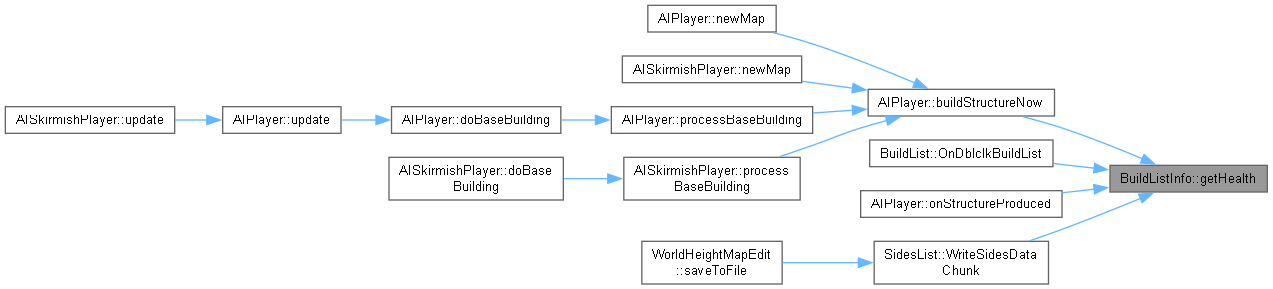 AIPlayer::newMap
AISkirmishPlayer::newMap
AIPlayer::buildStructureNow
AISkirmishPlayer::update
AIPlayer::update
AIPlayer::doBaseBuilding
AIPlayer::processBaseBuilding
BuildList::OnDblclkBuildList
AISkirmishPlayer::doBase
Building
AISkirmishPlayer::process
BaseBuilding
BuildListInfo::getHealth
AIPlayer::onStructureProduced
WorldHeightMapEdit
::saveToFile
SidesList::WriteSidesData
Chunk